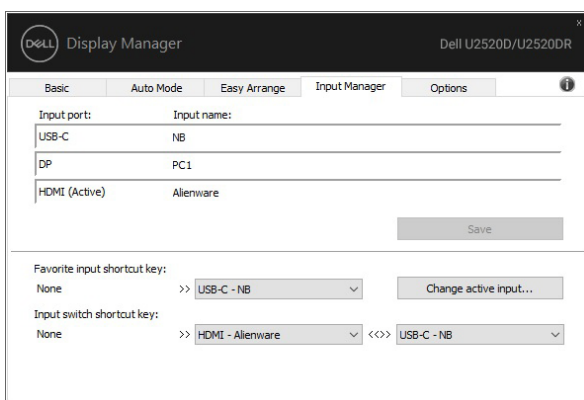 x
DELL Display Manager Dell U2520D/U2520DR
Basic Auto Mode Easy Arrange Input Manager Options i
Input port: Input name:
USB-C NB
DP PC1
HDMI (Active) Alienware
Save
Favorite input shortcut key:
None >> USB-C - NB Change active input...
Input switch shortcut key:
None >> HDMI - Alienware <<>> USB-C - NB